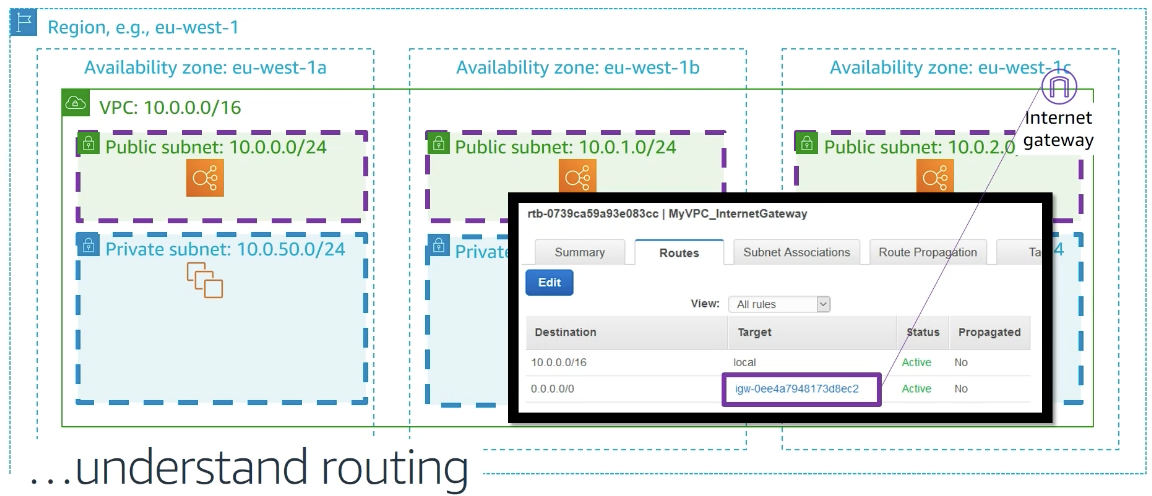 Region, e.g., eu-west-1
Availability zone: eu-west-1a
Availability zone: eu-west-1b
Availability zone: eu-west-1c
VPC: 10.0.0.0/16
Internet
gateway
Public subnet: 10.0.0.0/24
Public subnet: 10.0.1.0/24
Public subnet: 10.0.2.0
Private subnet: 10.0.50.0/24
Private
4
rtb-0739ca59a93e083cc | MyVPC_InternetGateway
Summary
Routes
Subnet Associations
Route Propagation
Ta
Edit
View:
All rules
Destination Target Status Propagated
10.0.0.0/16 local Active No
0.0.0.0/0 igw-0ee4a7948173d8ec2 Active No
...understand routing